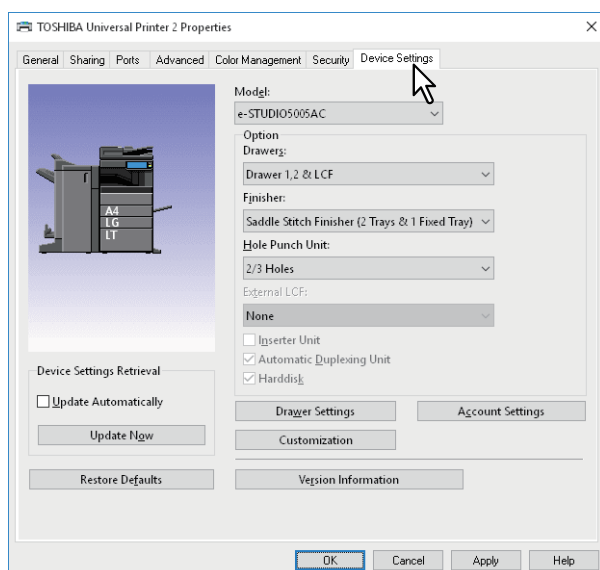 TOSHIBA Universal Printer 2 Properties
General Sharing Ports Advanced Color Management Security Device Settings
Model:
e-STUDIO5005AC
Option
Drawers:
Drawer 1,2 & LCF
Finisher:
Saddle Stitch Finisher (2 Trays & 1 Fixed Tray)
Hole Punch Unit:
2/3 Holes
External LCF:
None
Inserter Unit
Automatic Duplexing Unit
Harddisk
A4
LG
LT
Device Settings Retrieval
Update Automatically
Update Now
Drawer Settings Account Settings
Customization
Restore Defaults Version Information
OK Cancel Apply Help